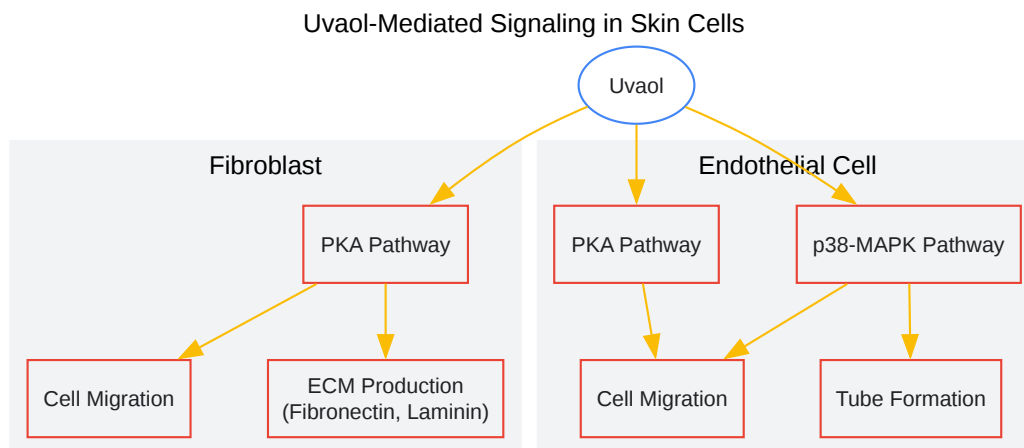 Uvaol-Mediated Signaling in Skin Cells
Uvaol
Fibroblast
Endothelial Cell
PKA Pathway
PKA Pathway
p38-MAPK Pathway
Cell Migration
ECM Production
(Fibronectin, Laminin)
Cell Migration
Tube Formation